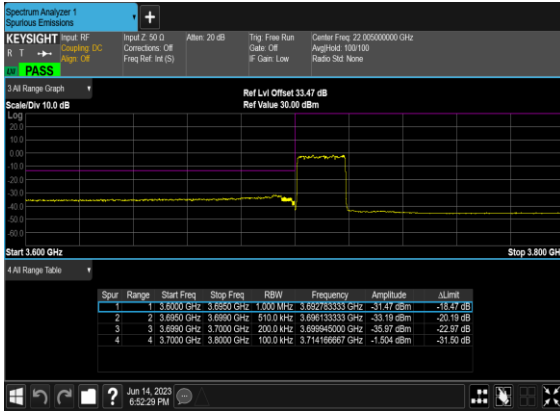 Spectrum Analyzer 1
Spurious Emissions
+
KEYSIGHT Input: RF Input Z: 50 Ω Atten: 20 dB Trig: Free Run Center Freq: 22.005000000 GHz
R T Coupling: DC Corrections: Off Gate: Off Avg|Hold: 100/100
Align: Off Freq Ref: Int (S) IF Gain: Low Radio Std: None
PASS
3 All Range Graph Ref Lvl Offset 33.47 dB
Scale/Div 10.0 dB Ref Value 30.00 dBm
Log
20.0
10.0
0.00
-10.0
-20.0
-30.0
-40.0
-50.0
-60.0
Start 3.600 GHz Stop 3.800 GHz
4 All Range Table
Spur Range Start Freq Stop Freq RBW Frequency Amplitude ΔLimit
1 1 3.6000 GHz 3.6950 GHz 1.000 MHz 3.692783333 GHz -31.47 dBm -18.47 dB
2 2 3.6950 GHz 3.6990 GHz 510.0 kHz 3.696133333 GHz -33.19 dBm -20.19 dB
3 3 3.6990 GHz 3.7000 GHz 200.0 kHz 3.699945000 GHz -35.97 dBm -22.97 dB
4 4 3.7000 GHz 3.8000 GHz 100.0 kHz 3.714166667 GHz -1.504 dBm -31.50 dB
? Jun 14, 2023
6:52:29 PM